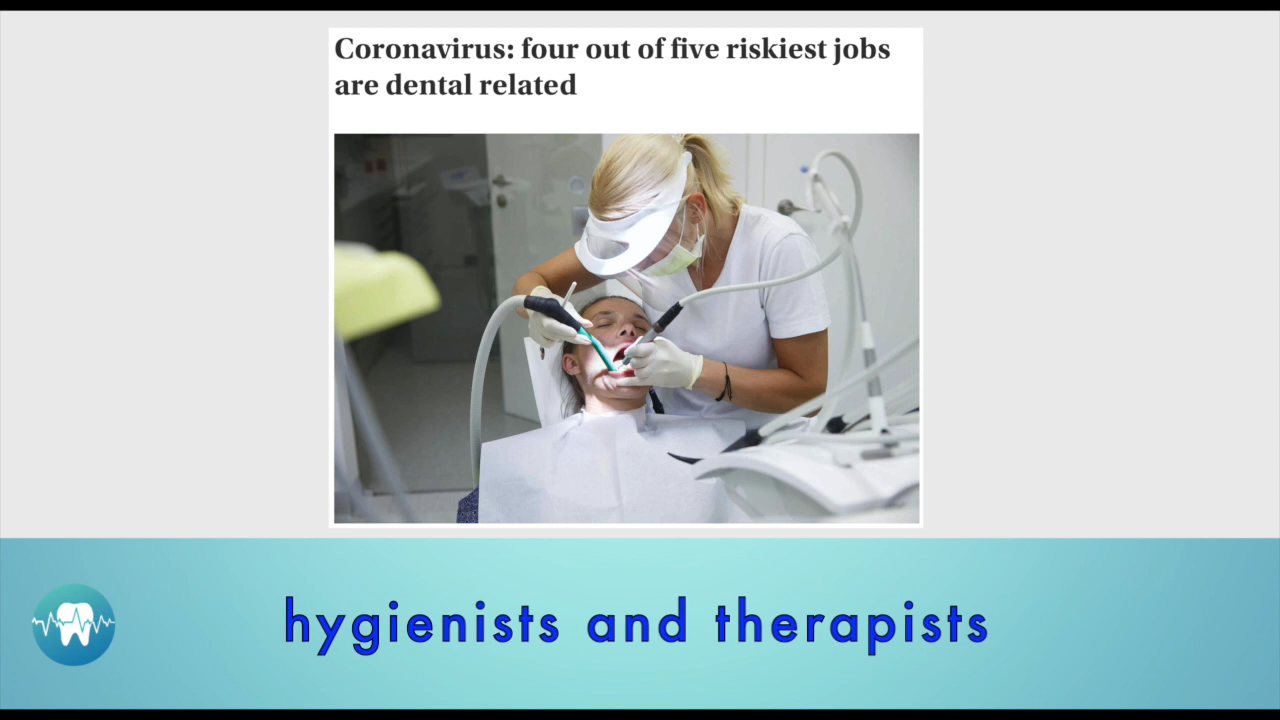 Coronavirus: four out of five riskiest jobs
are dental related
hygienists and therapists